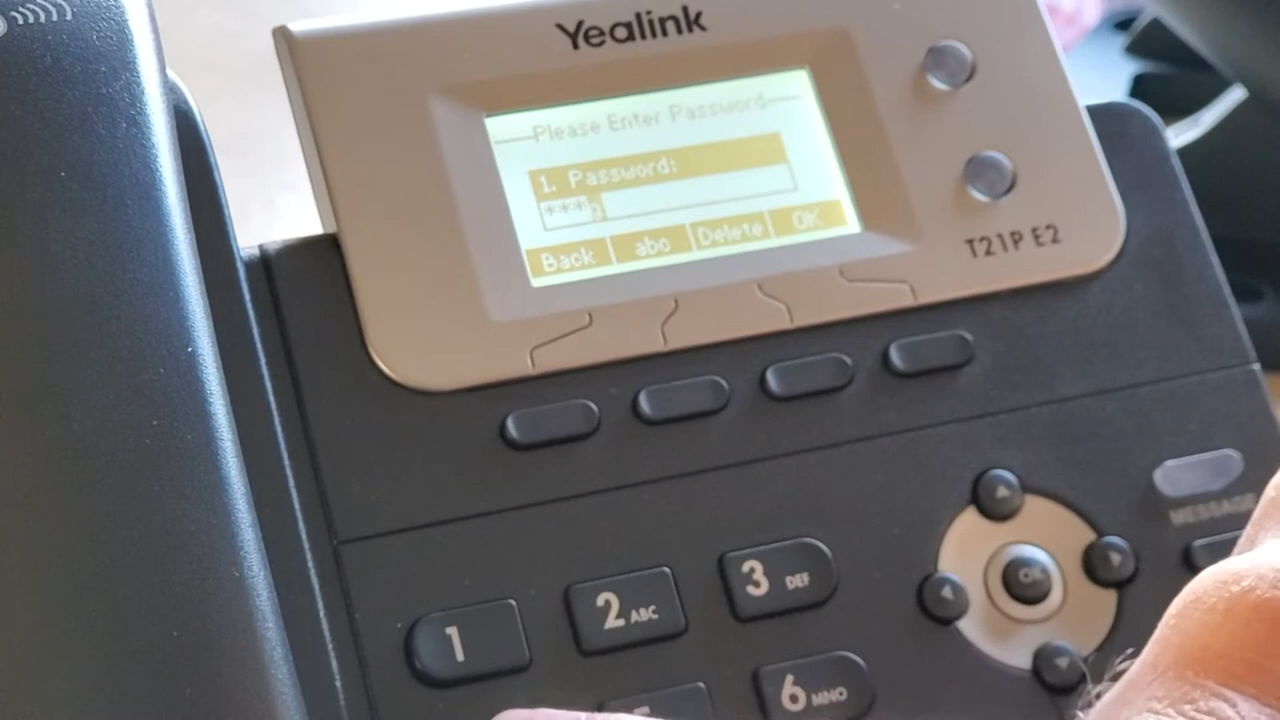 Yealink
Please Enter Password
1. Password:
***
Back abc Delete OK
T21P E2
MESSAGE
1
2 ABC
3 DEF
OK
6 MNO